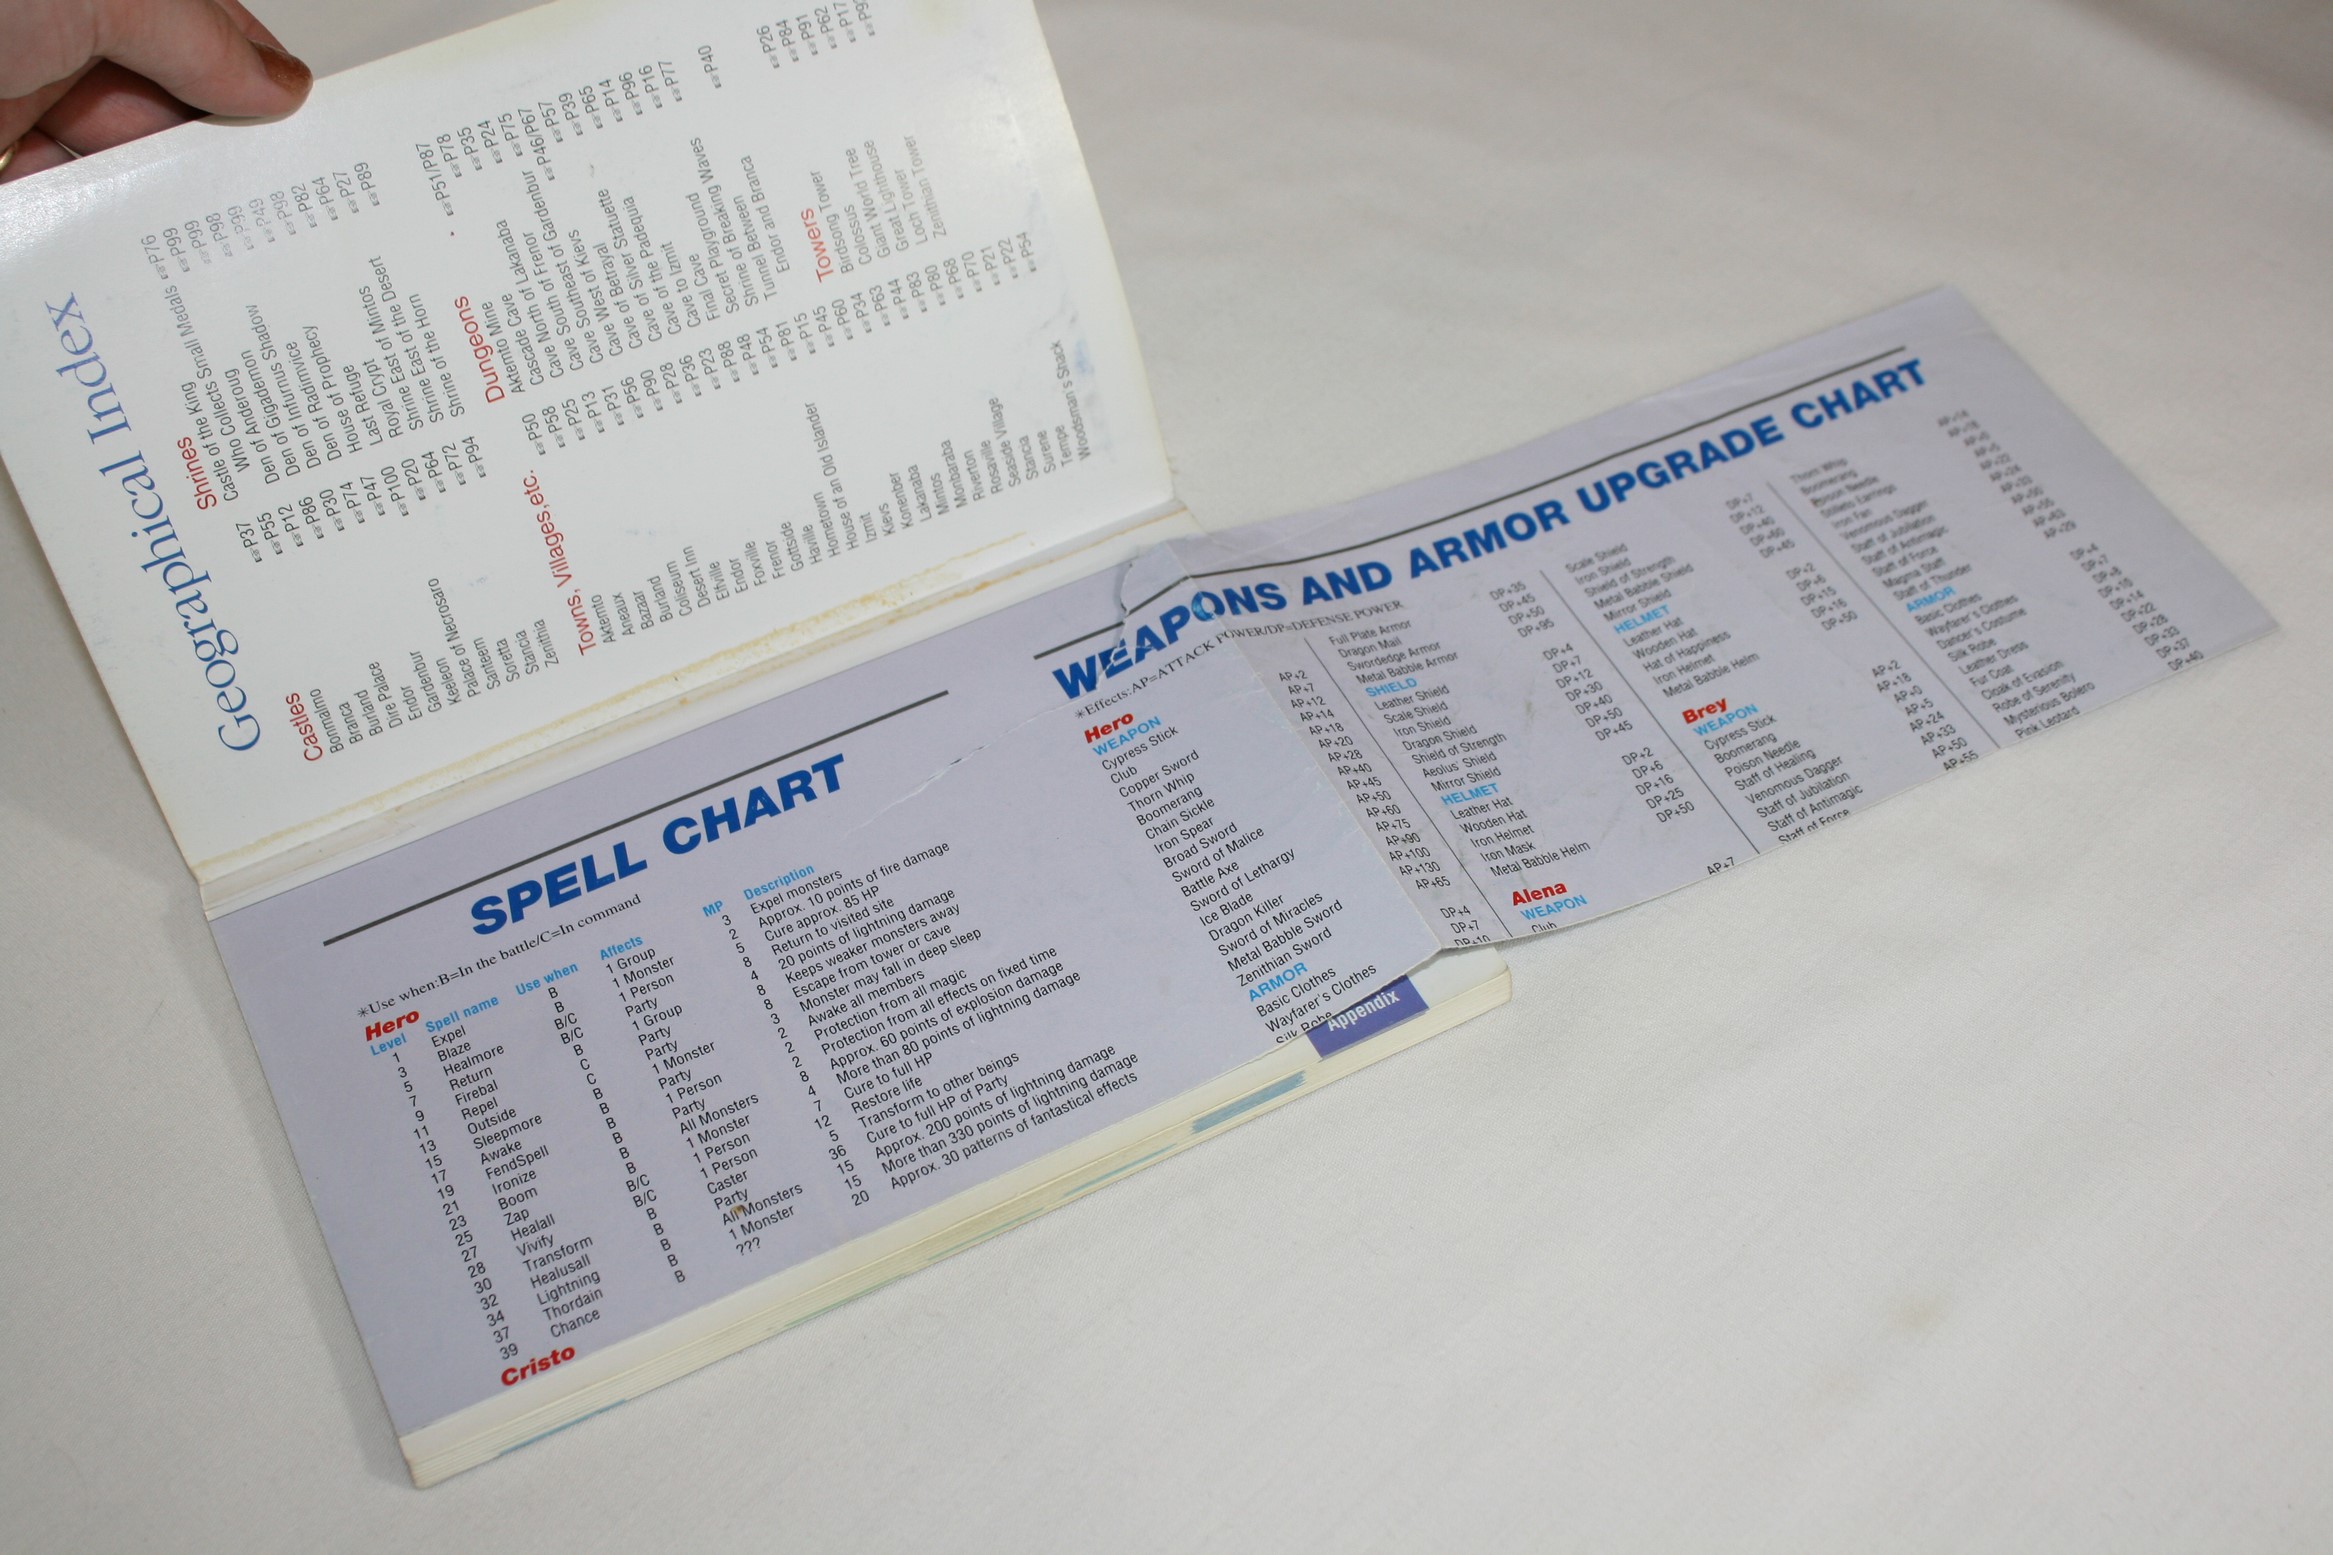 Geographical Index
Castles
Bonmalmo ☞P37
Branca ☞P55
Burland ☞P12
Dire Palace ☞P86
Endor ☞P30
Gardenbur ☞P74
Keeleon ☞P47
Palace of Necrosaro ☞P100
Santeem ☞P20
Soretta ☞P64
Stancia ☞P72
Zenithia ☞P94
Towns, Villages,etc.
Aktemto ☞P50
Aneaux ☞P58
Bazaar ☞P25
Burland ☞P13
Coliseum ☞P31
Desert Inn ☞P56
Elfville ☞P90
Endor ☞P28
Foxville ☞P36
Frenor ☞P23
Gottside ☞P88
Haville ☞P48
Hometown ☞P54
House of an Old Islander ☞P81
Izmit ☞P15
Kievs ☞P45
Konenber ☞P60
Lakanaba ☞P34
Mintos ☞P63
Monbaraba ☞P44
Riverton ☞P83
Rosaville ☞P80
Seaside Village ☞P68
Stancia ☞P70
Surene ☞P21
Tempe ☞P22
Woodsman's Shack ☞P54
Shrines
Castle of the King
Who Collects Small Medals ☞P76
Den of Anderoug ☞P99
Den of Gigademon ☞P99
Den of Infurnus Shadow ☞P98
Den of Radimvice ☞P99
House of Prophecy ☞P49
Last Refuge ☞P98
Royal Crypt ☞P82
Shrine East of Mintos ☞P64
Shrine East of the Desert ☞P27
Shrine of the Horn ☞P89
Dungeons
Aktemto Mine ☞P51/P87
Cascade Cave ☞P78
Cave North of Lakanaba ☞P35
Cave South of Frenor ☞P24
Cave Southeast of Gardenbur ☞P75
Cave West of Kievs ☞P46/P67
Cave of Betrayal ☞P57
Cave of Silver Statuette ☞P39
Cave of the Padequia ☞P65
Cave to Izmit ☞P14
Final Cave ☞P96
Secret Playground ☞P16
Shrine of Breaking Waves ☞P77
Tunnel Between
Endor and Branca ☞P40
Towers
Birdsong Tower ☞P26
Colossus ☞P84
Giant World Tree ☞P91
Great Lighthouse ☞P62
Loch Tower ☞P17
Zenithian Tower
SPELL CHART
✳Use when:B=In the battle/C=In command
Hero
Level Spell name Use when Affects MP Description
1 Expel B 1 Group 3 Expel monsters
3 Blaze B 1 Monster 2 Approx. 10 points of fire damage
5 Healmore B/C 1 Person 5 Cure approx. 85 HP
7 Return B/C Party 8 Return to visited site
9 Firebal B 1 Group 4 20 points of lightning damage
11 Repel C Party 8 Keeps weaker monsters away
13 Outside C Party 8 Escape from tower or cave
15 Sleepmore B 1 Monster 3 Monster may fall in deep sleep
17 Awake B Party 2 Awake all members
19 FendSpell B 1 Person 2 Protection from all magic
21 Ironize B Party 2 Protection from all effects on fixed time
23 Boom B All Monsters 8 Approx. 60 points of explosion damage
25 Zap B 1 Monster 4 More than 80 points of lightning damage
27 Healall B/C 1 Person 7 Cure to full HP
28 Vivify B/C 1 Person 12 Restore life
30 Transform B Caster 5 Transform to other beings
32 Healusall B Party 36 Cure to full HP of Party
34 Lightning B All Monsters 15 Approx. 200 points of lightning damage
37 Thordain B 1 Monster 15 More than 330 points of lightning damage
39 Chance B ??? 20 Approx. 30 patterns of fantastical effects
Cristo
WEAPONS AND ARMOR UPGRADE CHART
✳Effects:AP=ATTACK POWER/DP=DEFENSE POWER
Hero
WEAPON
Cypress Stick AP+2
Club AP+7
Copper Sword AP+12
Thorn Whip AP+14
Boomerang AP+18
Chain Sickle AP+20
Iron Spear AP+28
Broad Sword AP+40
Sword of Malice AP+45
Battle Axe AP+50
Sword of Lethargy AP+60
Ice Blade AP+75
Dragon Killer AP+90
Sword of Miracles AP+100
Metal Babble Sword AP+130
Zenithian Sword AP+65
ARMOR
Basic Clothes DP+4
Wayfarer's Clothes DP+7
Silk Robe DP+10
Full Plate Armor DP+35
Dragon Mail DP+45
Swordedge Armor DP+50
Metal Babble Armor DP+95
SHIELD
Leather Shield DP+4
Scale Shield DP+7
Iron Shield DP+12
Dragon Shield DP+30
Shield of Strength DP+40
Aeolus' Shield DP+50
Mirror Shield DP+45
HELMET
Leather Hat DP+2
Wooden Hat DP+6
Iron Helmet DP+16
Iron Mask DP+25
Metal Babble Helm DP+50
Alena
WEAPON
Club AP+7
Scale Shield DP+7
Iron Shield DP+12
Shield of Strength DP+40
Metal Babble Shield DP+60
Mirror Shield DP+45
HELMET
Leather Hat DP+2
Wooden Hat DP+6
Hat of Happiness DP+15
Iron Helmet DP+16
Metal Babble Helm DP+50
Brey
WEAPON
Cypress Stick AP+2
Boomerang AP+18
Poison Needle AP+0
Staff of Healing AP+5
Venomous Dagger AP+24
Staff of Jubilation AP+33
Staff of Antimagic AP+50
Staff of Force AP+55
Thorn Whip AP+14
Boomerang AP+18
Poison Needle AP+0
Stiletto Earrings AP+5
Iron Fan AP+22
Venomous Dagger AP+24
Staff of Jubilation AP+33
Staff of Antimagic AP+50
Staff of Force AP+55
Magma Staff AP+63
Staff of Thunder AP+29
ARMOR
Basic Clothes DP+4
Wayfarer's Clothes DP+7
Dancer's Costume DP+8
Silk Robe DP+10
Leather Dress DP+14
Fur Coat DP+22
Cloak of Evasion DP+28
Robe of Serenity DP+33
Mysterious Bolero DP+37
Pink Leotard DP+40
Appendix